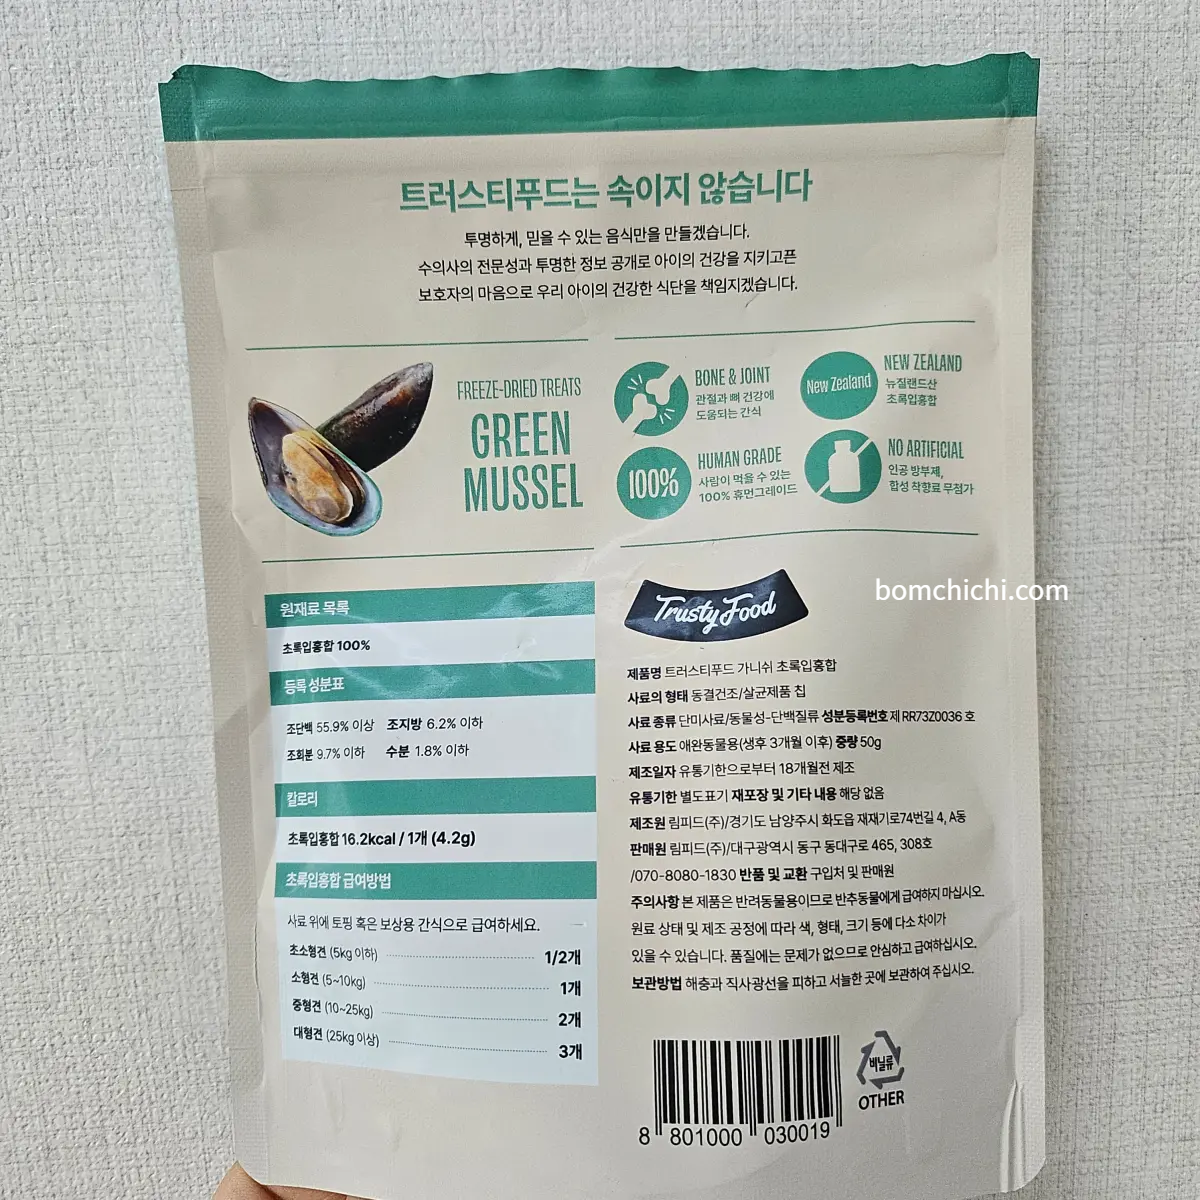 트러스티푸드는 속이지 않습니다
투명하게, 믿을 수 있는 음식만을 만들겠습니다.
수의사의 전문성과 투명한 정보 공개로 아이의 건강을 지키고픈
보호자의 마음으로 우리 아이의 건강한 식단을 책임지겠습니다.
FREEZE-DRIED TREATS
GREEN
MUSSEL
BONE & JOINT
관절과 뼈 건강에
도움되는 간식
New Zealand
NEW ZEALAND
뉴질랜드산
초록입홍합
100%
HUMAN GRADE
사람이 먹을 수 있는
100% 휴먼그레이드
NO ARTIFICIAL
인공 방부제,
합성 착향료 무첨가
bomchichi.com
원재료 목록
초록입홍합 100%
등록성분표
조단백 55.9% 이상 조지방 6.2% 이하
조회분 9.7% 이하 수분 1.8% 이하
칼로리
초록입홍합 16.2kcal / 1개 (4.2g)
초록입홍합 급여방법
사료 위에 토핑 혹은 보상용 간식으로 급여하세요.
초소형견 (5kg 이하) 1/2개
소형견 (5~10kg) 1개
중형견 (10~25kg) 2개
대형견 (25kg 이상) 3개
Trusty Food
제품명 트러스티푸드 가니쉬 초록입홍합
사료의 형태 동결건조/살균제품 칩
사료 종류 단미사료/동물성-단백질류 성분등록번호 제 RR73Z0036 호
사료 용도 애완동물용(생후 3개월 이후) 중량 50g
제조일자 유통기한으로부터 18개월전 제조
유통기한 별도표기 재포장 및 기타 내용 해당 없음
제조원 림피드(주)/경기도 남양주시 화도읍 재재기로74번길 4, A동
판매원 림피드(주)/대구광역시 동구 동대구로 465, 308호
/070-8080-1830 반품 및 교환 구입처 및 판매원
주의사항 본 제품은 반려동물용이므로 반추동물에게 급여하지 마십시오.
원료 상태 및 제조 공정에 따라 색, 형태, 크기 등에 다소 차이가
있을 수 있습니다. 품질에는 문제가 없으므로 안심하고 급여하십시오.
보관방법 해충과 직사광선을 피하고 서늘한 곳에 보관하여 주십시오.
비닐류
OTHER
8 801000 030019